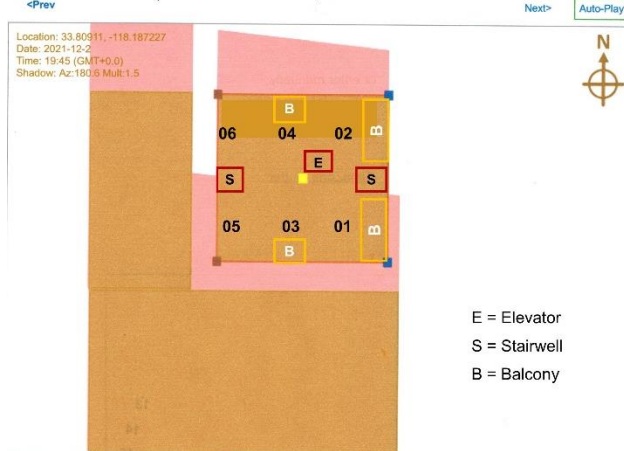 <Prev
Next>
Auto-Play
Location: 33.80911, -118.187227
Date: 2021-12-2
Time: 19:45 (GMT+0.0)
Shadow: Az:180.6 Mult:1.5
N
B
06 04 02
B
E
S S
05 03 01
B
B
E = Elevator
S = Stairwell
B = Balcony